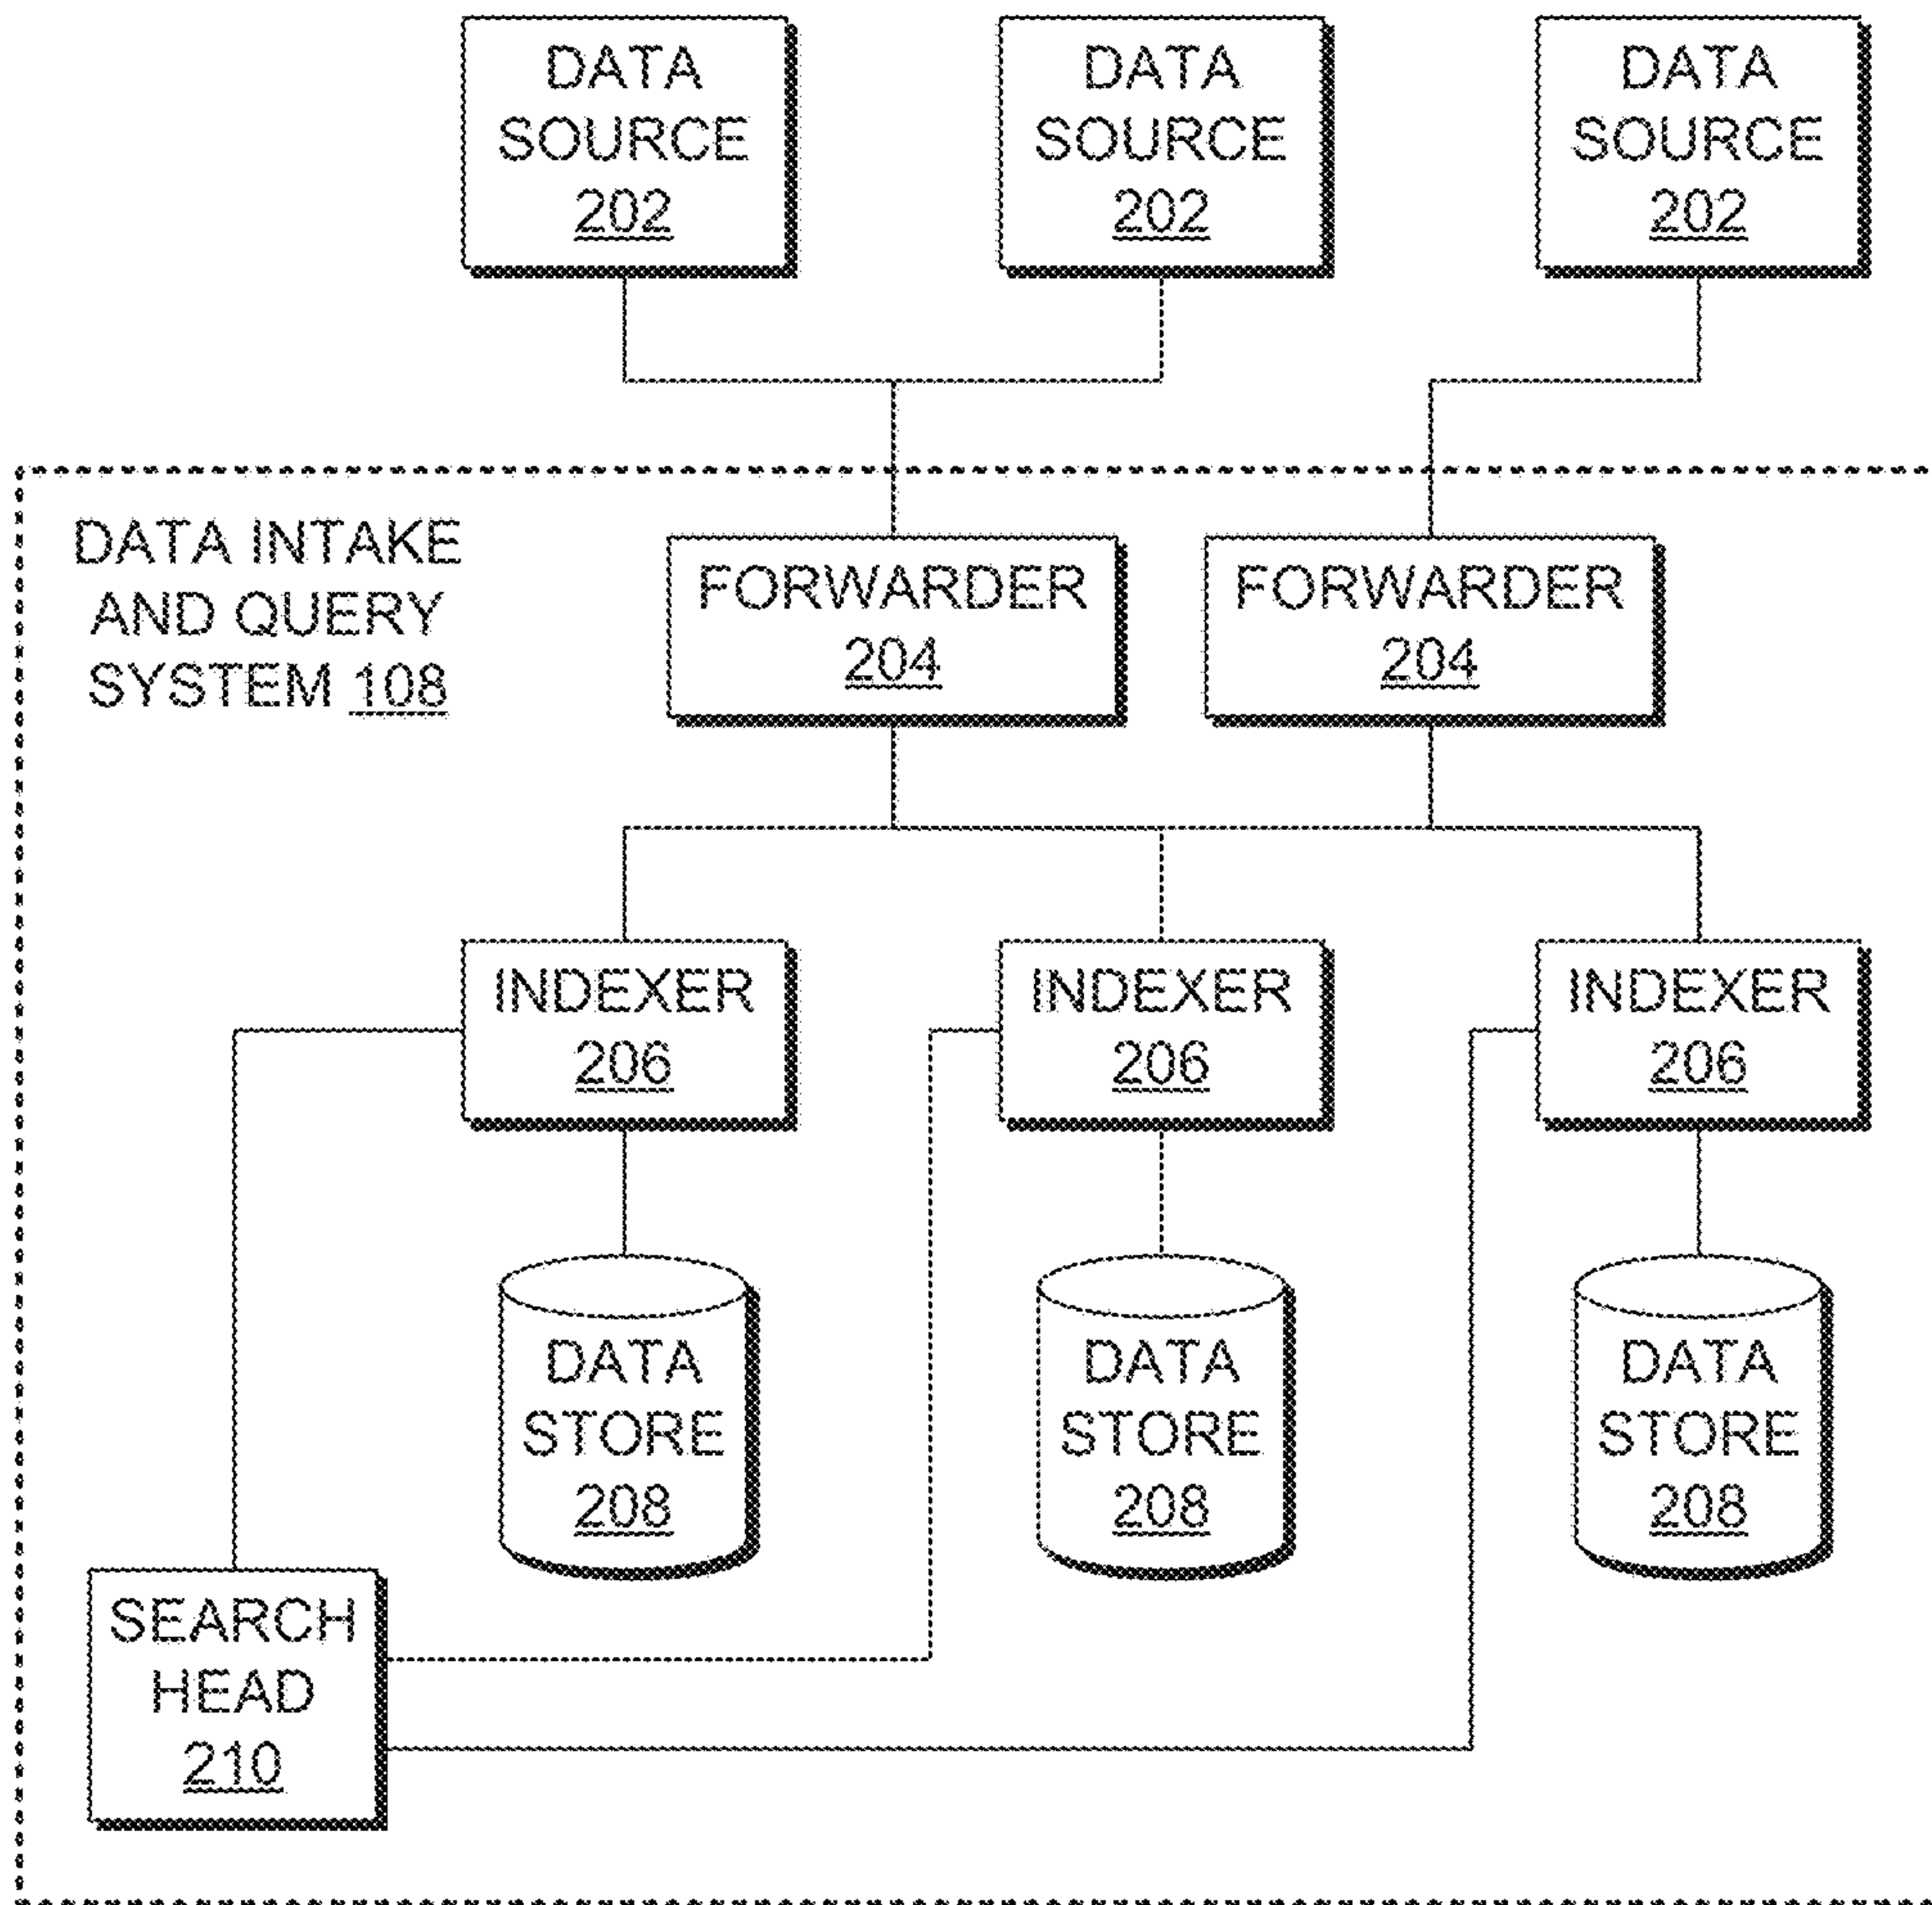 DATA
SOURCE
202
DATA
SOURCE
202
DATA
SOURCE
202
DATA INTAKE
AND QUERY
SYSTEM 108
FORWARDER
204
FORWARDER
204
INDEXER
206
INDEXER
206
INDEXER
206
DATA
STORE
208
DATA
STORE
208
DATA
STORE
208
SEARCH
HEAD
210